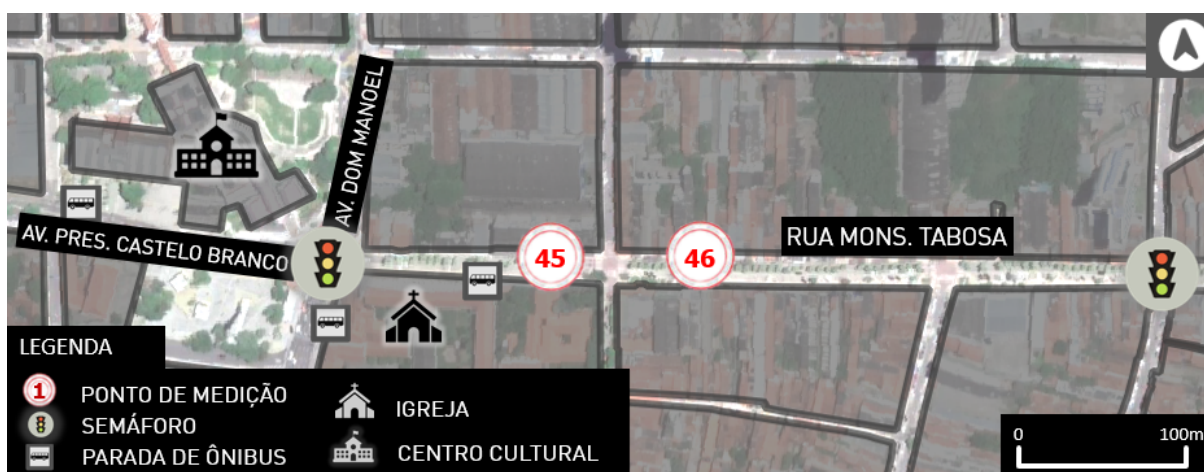 AV. DOM MANOEL
AV. PRES. CASTELO BRANCO
45
46
RUA MONS. TABOSA
LEGENDA
1 PONTO DE MEDIÇÃO
SEMÁFORO
PARADA DE ÔNIBUS
IGREJA
CENTRO CULTURAL
0 100m